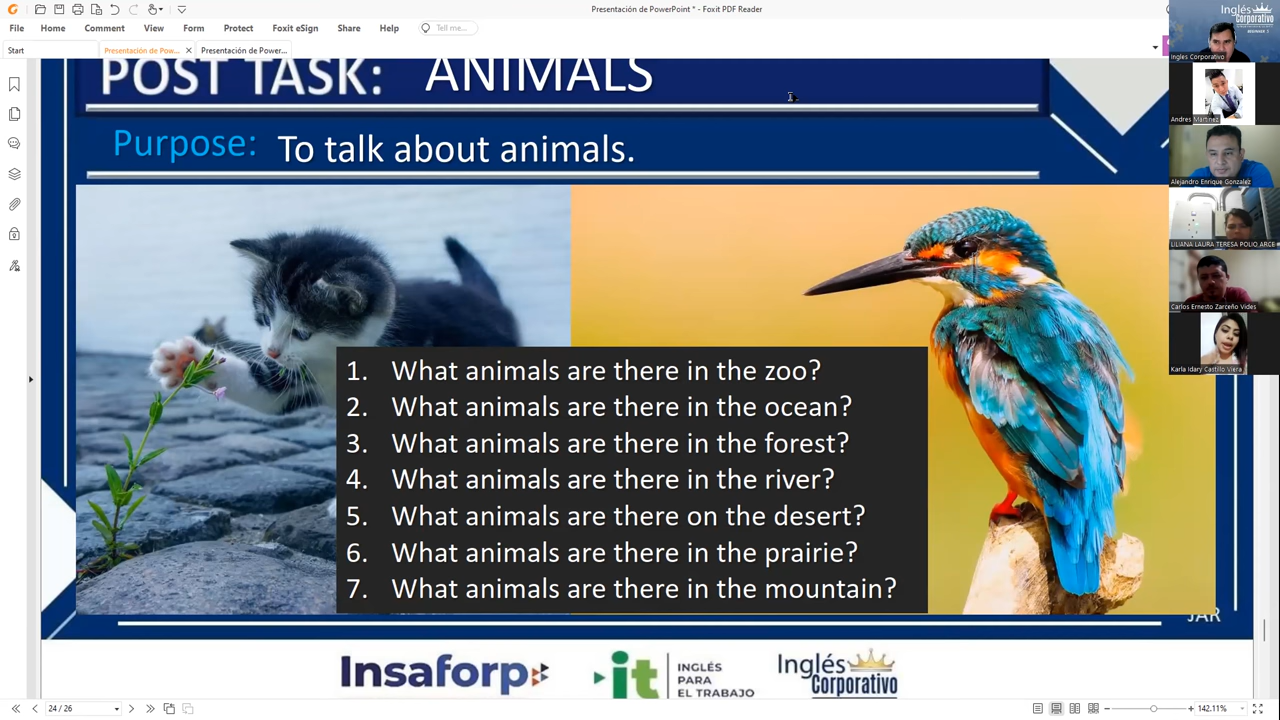 Presentación de PowerPoint * - Foxit PDF Reader
File Home Comment View Form Protect Foxit eSign Share Help Tell me...
Start Presentación de Pow... Presentación de Power...
POST TASK: ANIMALS
Purpose: To talk about animals.
1. What animals are there in the zoo?
2. What animals are there in the ocean?
3. What animals are there in the forest?
4. What animals are there in the river?
5. What animals are there on the desert?
6. What animals are there in the prairie?
7. What animals are there in the mountain?
JAR
Insaforp
it INGLÉS PARA EL TRABAJO
Inglés Corporativo
24 / 26
142.11%
Inglés Corporativo
BEGINNER 2
Ingles Corporativo
Andres Martinez
Alejandro Enrique Gonzalez
LILIANA LAURA TERESA POLIO ARCE
Carlos Ernesto Zarceño Vides
Karla Idary Castillo Viera